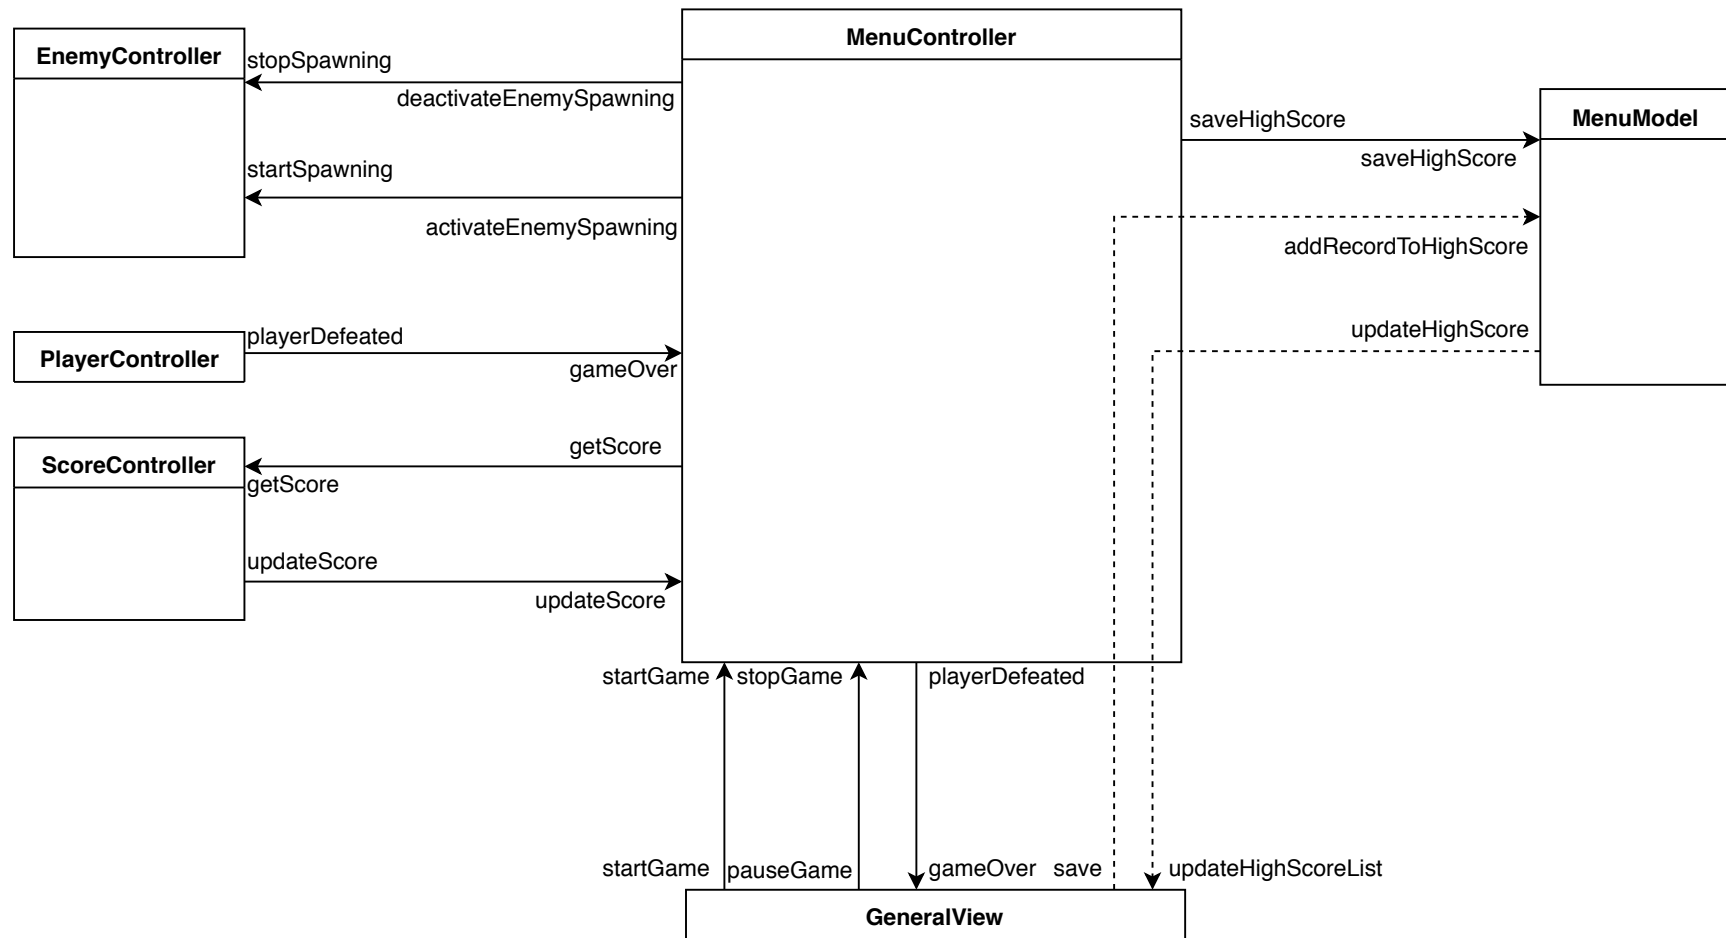 MenuController
EnemyController
stopSpawning
deactivateEnemySpawning
startSpawning
activateEnemySpawning
saveHighScore
saveHighScore
MenuModel
addRecordToHighScore
updateHighScore
playerDefeated
PlayerController
gameOver
getScore
ScoreController
getScore
updateScore
updateScore
startGame
stopGame
playerDefeated
startGame
pauseGame
gameOver
save
updateHighScoreList
GeneralView